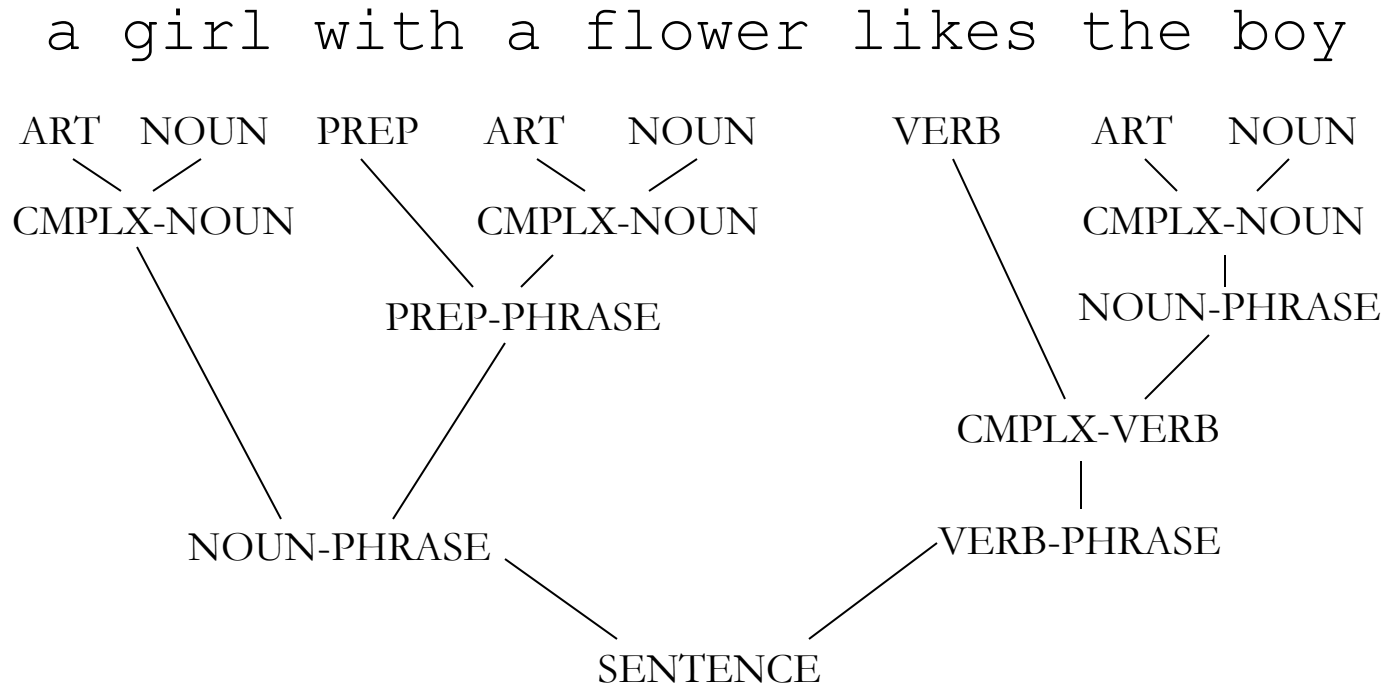 a girl with a flower likes the boy
ART NOUN PREP ART NOUN VERB ART NOUN
CMPLX-NOUN CMPLX-NOUN CMPLX-NOUN
PREP-PHRASE NOUN-PHRASE
CMPLX-VERB
NOUN-PHRASE VERB-PHRASE
SENTENCE